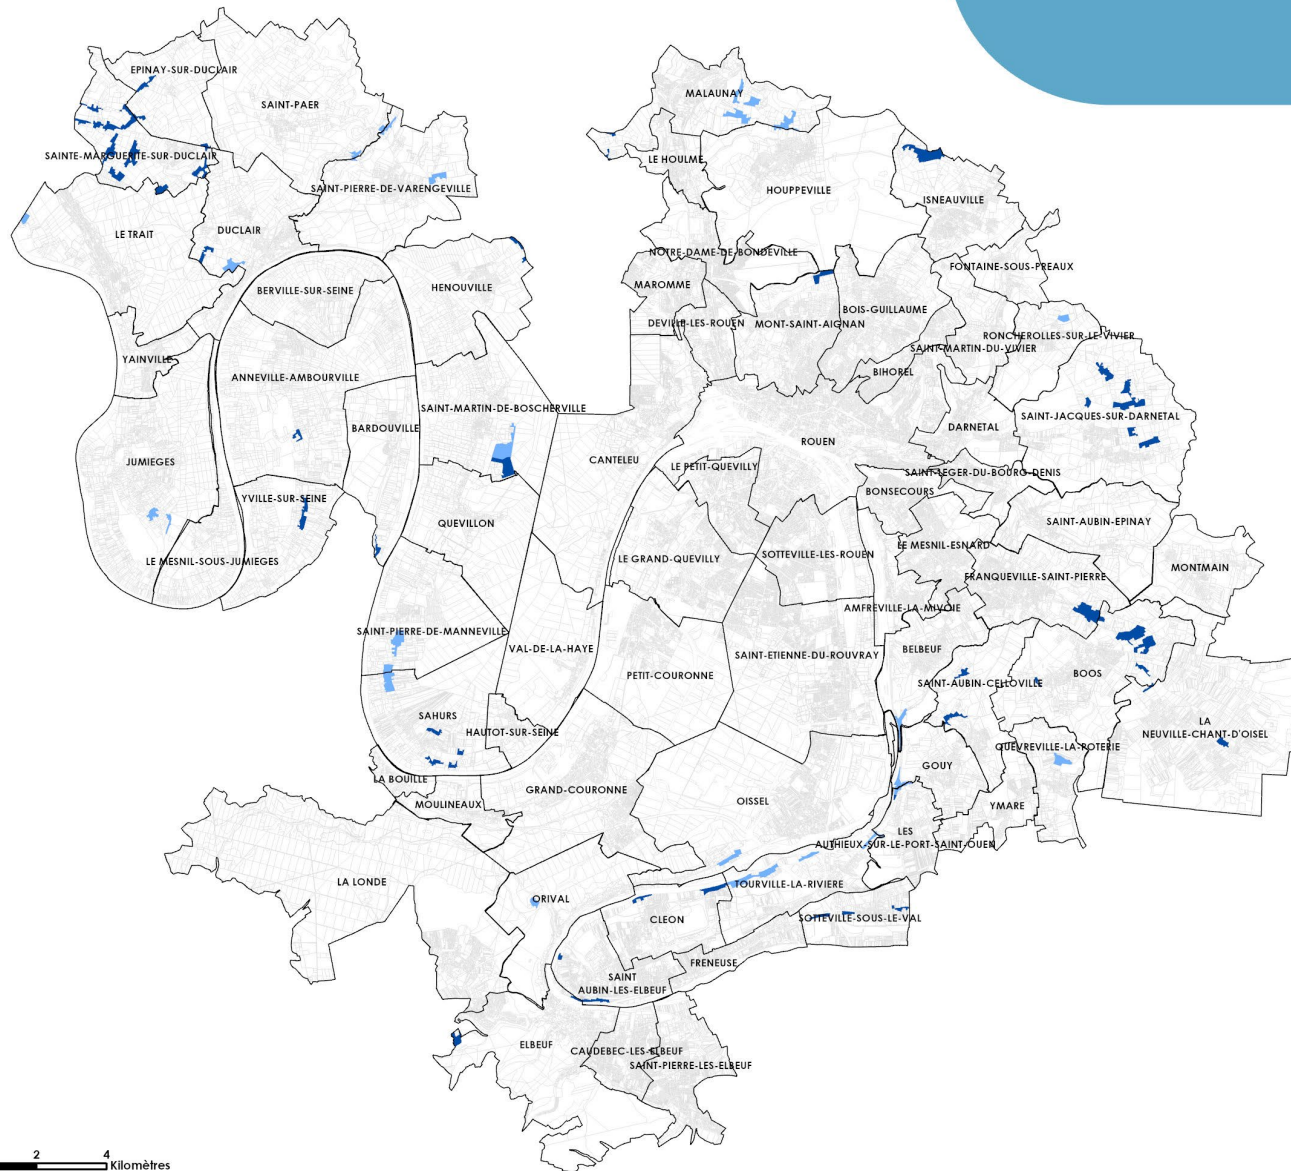 EPINAY-SUR-DUCLAIR
SAINT-PAER
MALAUNAY
SAINTE-MARGUERITE-SUR-DUCLAIR
LE HOULME
SAINT-PIERRE-DE-VARENGEVILLE
HOUPPEVILLE
ISNEAUVILLE
LE TRAIT
DUCLAIR
NOTRE-DAME-DE-BONDEVILLE
FONTAINE-SOUS-PREAUX
BERVILLE-SUR-SEINE
HENOUVILLE
MAROMME
BOIS-GUILLAUME
DEVILLE-LES-ROUEN
MONT-SAINT-AIGNAN
RONCHEROLLES-SUR-LE-VIVIER
SAINT-MARTIN-DU-VIVIER
YAINVILLE
ANNEVILLE-AMBOURVILLE
BIHOREL
SAINT-MARTIN-DE-BOSCHERVILLE
SAINT-JACQUES-SUR-DARNETAL
BARDOUVILLE
DARNETAL
ROUEN
JUMIEGES
CANTELEU
LE PETIT-QUEVILLY
SAINT-LEGER-DU-BOURG-DENIS
BONSECOURS
YVILLE-SUR-SEINE
QUEVILLON
SAINT-AUBIN-EPINAY
LE MESNIL-SOUS-JUMIEGES
LE GRAND-QUEVILLY
SOTTEVILLE-LES-ROUEN
LE MESNIL-ESNARD
MONTMAIN
FRANQUEVILLE-SAINT-PIERRE
AMFREVILLE-LA-MIVOIE
SAINT-PIERRE-DE-MANNEVILLE
VAL-DE-LA-HAYE
SAINT-ETIENNE-DU-ROUVRAY
BELBEUF
PETIT-COURONNE
SAINT-AUBIN-CELLOVILLE
BOOS
SAHURS
HAUTOT-SUR-SEINE
LA
NEUVILLE-CHANT-D'OISEL
QUEVREVILLE-LA-POTERIE
GOUY
LA BOUILLE
GRAND-COURONNE
MOULINEAUX
OISSEL
YMARE
LES
AUTHIEUX-SUR-LE-PORT-SAINT-OUEN
LA LONDE
TOURVILLE-LA-RIVIERE
ORIVAL
CLEON
SOTTEVILLE-SOUS-LE-VAL
FRENEUSE
SAINT
AUBIN-LES-ELBEUF
ELBEUF
CAUDEBEC-LES-ELBEUF
SAINT-PIERRE-LES-ELBEUF
2 4
Kilomètres